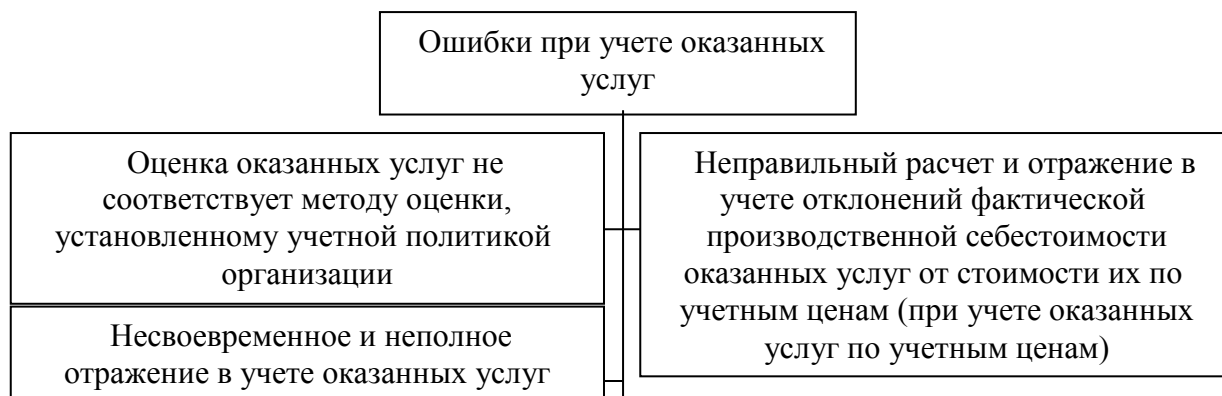 Ошибки при учете оказанных
услуг
Оценка оказанных услуг не
соответствует методу оценки,
установленному учетной политикой
организации
Несвоевременное и неполное
отражение в учете оказанных услуг
Неправильный расчет и отражение в
учете отклонений фактической
производственной себестоимости
оказанных услуг от стоимости их по
учетным ценам (при учете оказанных
услуг по учетным ценам)